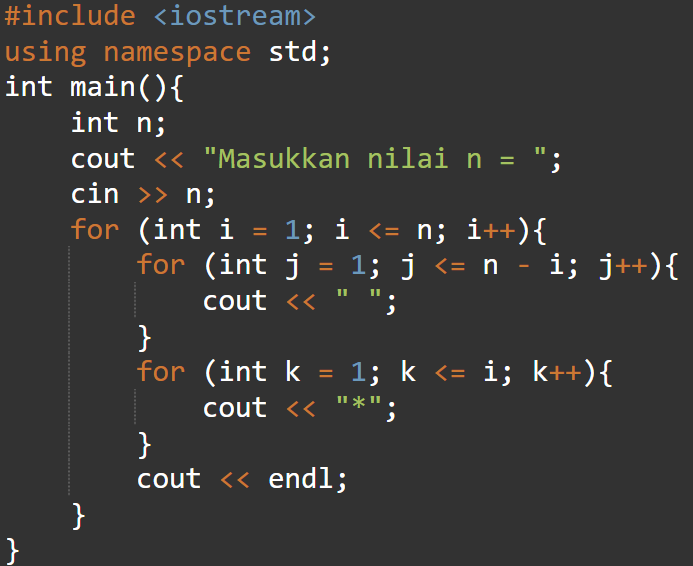 #include <iostream>
using namespace std;
int main(){
    int n;
    cout << "Masukkan nilai n = ";
    cin >> n;
    for (int i = 1; i <= n; i++){
        for (int j = 1; j <= n - i; j++){
            cout << " ";
        }
        for (int k = 1; k <= i; k++){
            cout << "*";
        }
        cout << endl;
    }
}